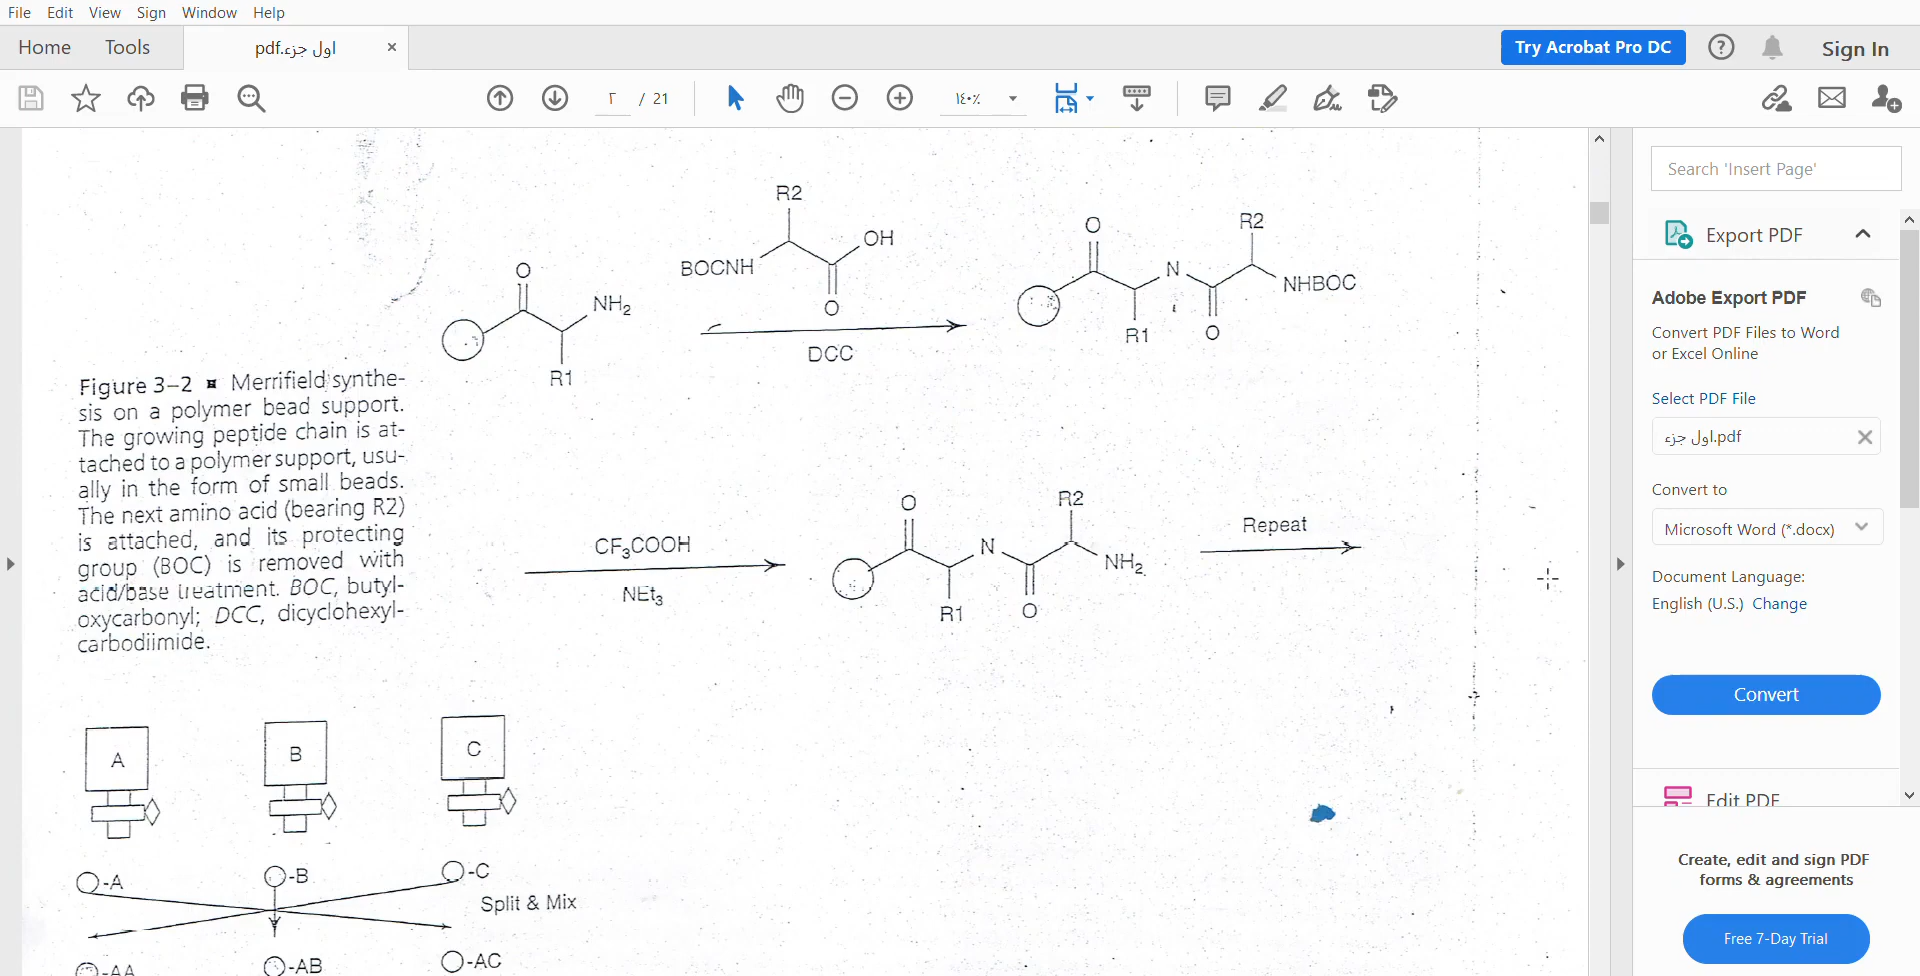 File Edit View Sign Window Help
Home Tools اول جزء.pdf × Try Acrobat Pro DC Sign In
٢ / 21 ١٤٠٪
R2
BOCNH OH
O
DCC
O
NH2
R1
O R2
N NHBOC
R1 O
Figure 3–2 ■ Merrifield synthe-
sis on a polymer bead support.
The growing peptide chain is at-
tached to a polymer support, usu-
ally in the form of small beads.
The next amino acid (bearing R2)
is attached, and its protecting
group (BOC) is removed with
acid/base treatment. BOC, butyl-
oxycarbonyl; DCC, dicyclohexyl-
carbodiimide.
CF3COOH
NEt3
O R2
N NH2
R1 O
Repeat
A B C
-A -B -C
Split & Mix
-AA -AB -AC
Search 'Insert Page'
Export PDF
Adobe Export PDF
Convert PDF Files to Word
or Excel Online
Select PDF File
اول جزء.pdf
Convert to
Microsoft Word (*.docx)
Document Language:
English (U.S.) Change
Convert
Edit PDF
Create, edit and sign PDF
forms & agreements
Free 7-Day Trial